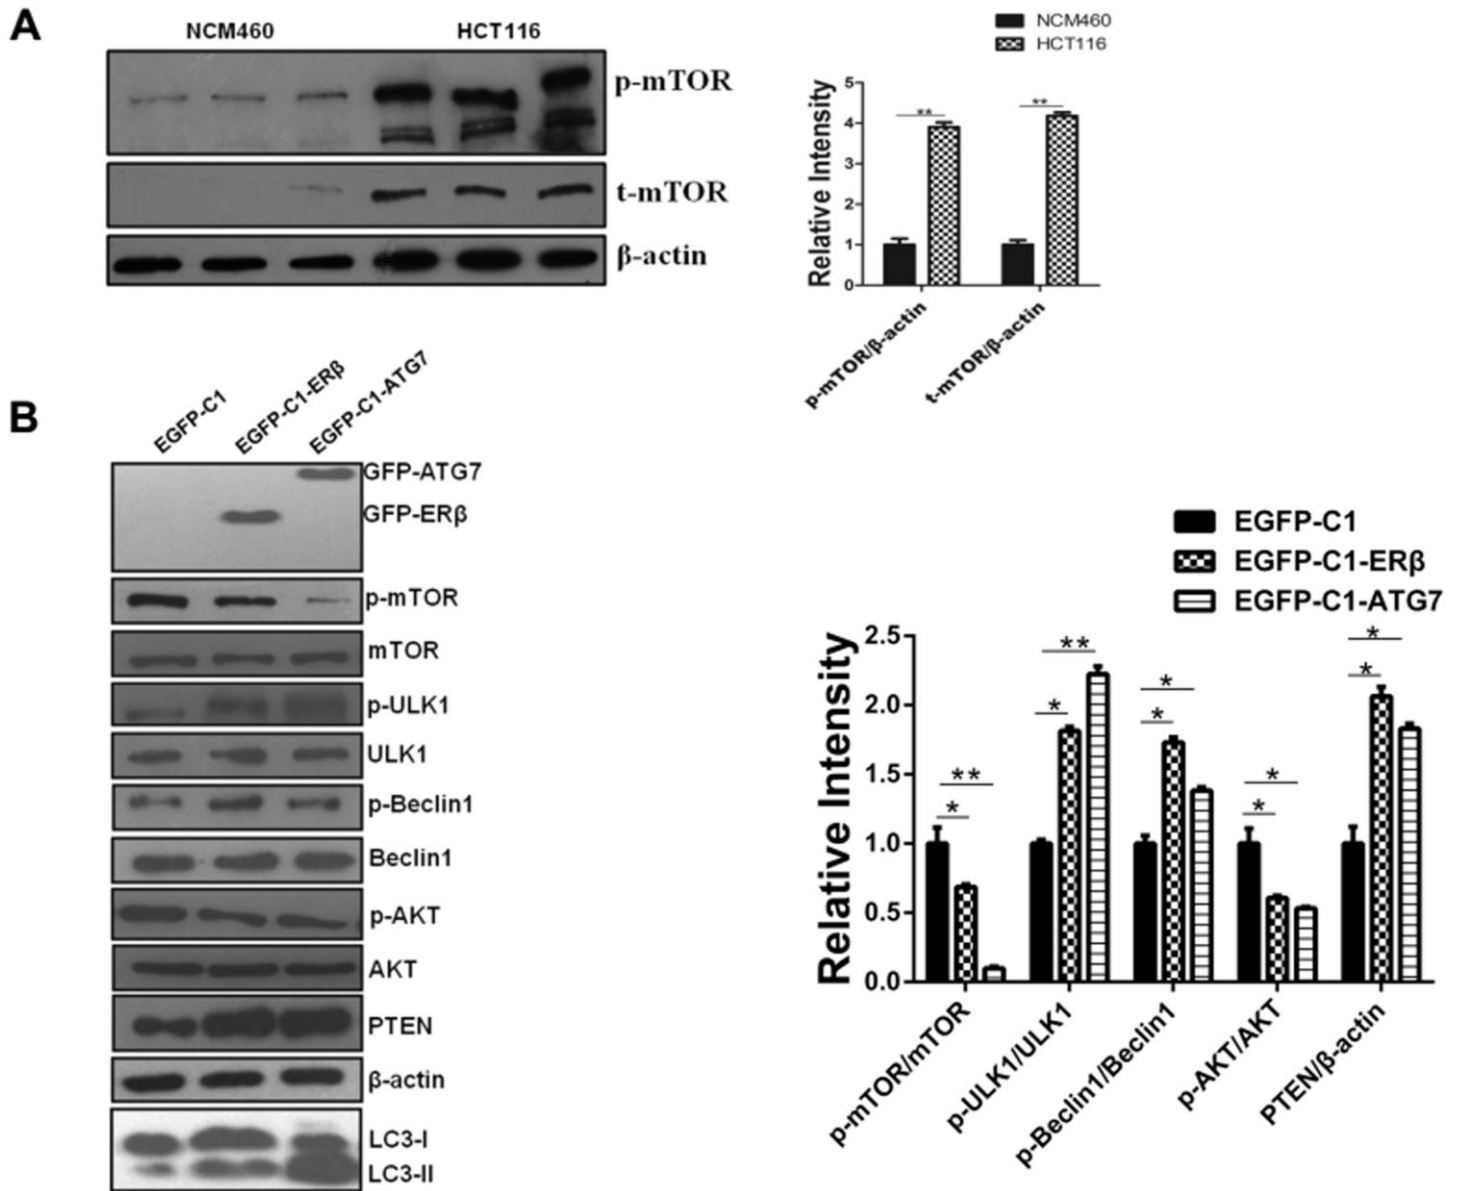 A
NCM460
HCT116
p-mTOR
t-mTOR
β-actin
NCM460
HCT116
Relative Intensity
5
4
3
2
1
0
**
**
p-mTOR/β-actin
t-mTOR/β-actin
B
EGFP-C1
EGFP-C1-ERβ
EGFP-C1-ATG7
GFP-ATG7
GFP-ERβ
p-mTOR
mTOR
p-ULK1
ULK1
p-Beclin1
Beclin1
p-AKT
AKT
PTEN
β-actin
LC3-I
LC3-II
EGFP-C1
EGFP-C1-ERβ
EGFP-C1-ATG7
Relative Intensity
2.5
2.0
1.5
1.0
0.5
0.0
**
*
**
*
*
*
*
*
*
*
p-mTOR/mTOR
p-ULK1/ULK1
p-Beclin1/Beclin1
p-AKT/AKT
PTEN/β-actin